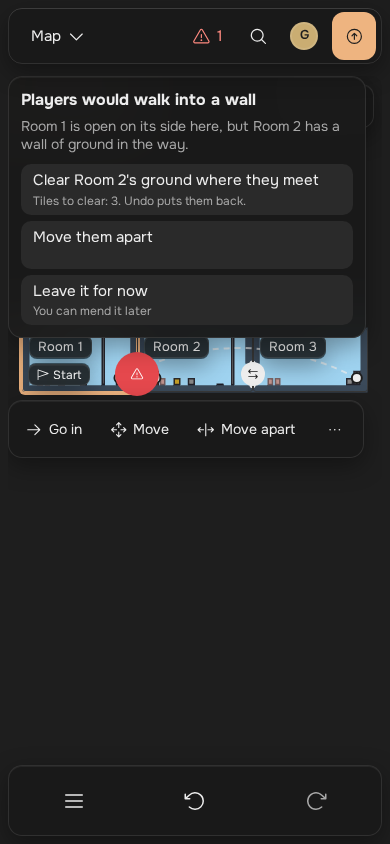 Map
1
G
Players would walk into a wall
Room 1 is open on its side here, but Room 2 has a
wall of ground in the way.
Clear Room 2's ground where they meet
Tiles to clear: 3. Undo puts them back.
Move them apart
Leave it for now
You can mend it later
Room 1
Room 2
Room 3
Start
Go in
Move
Move apart
...